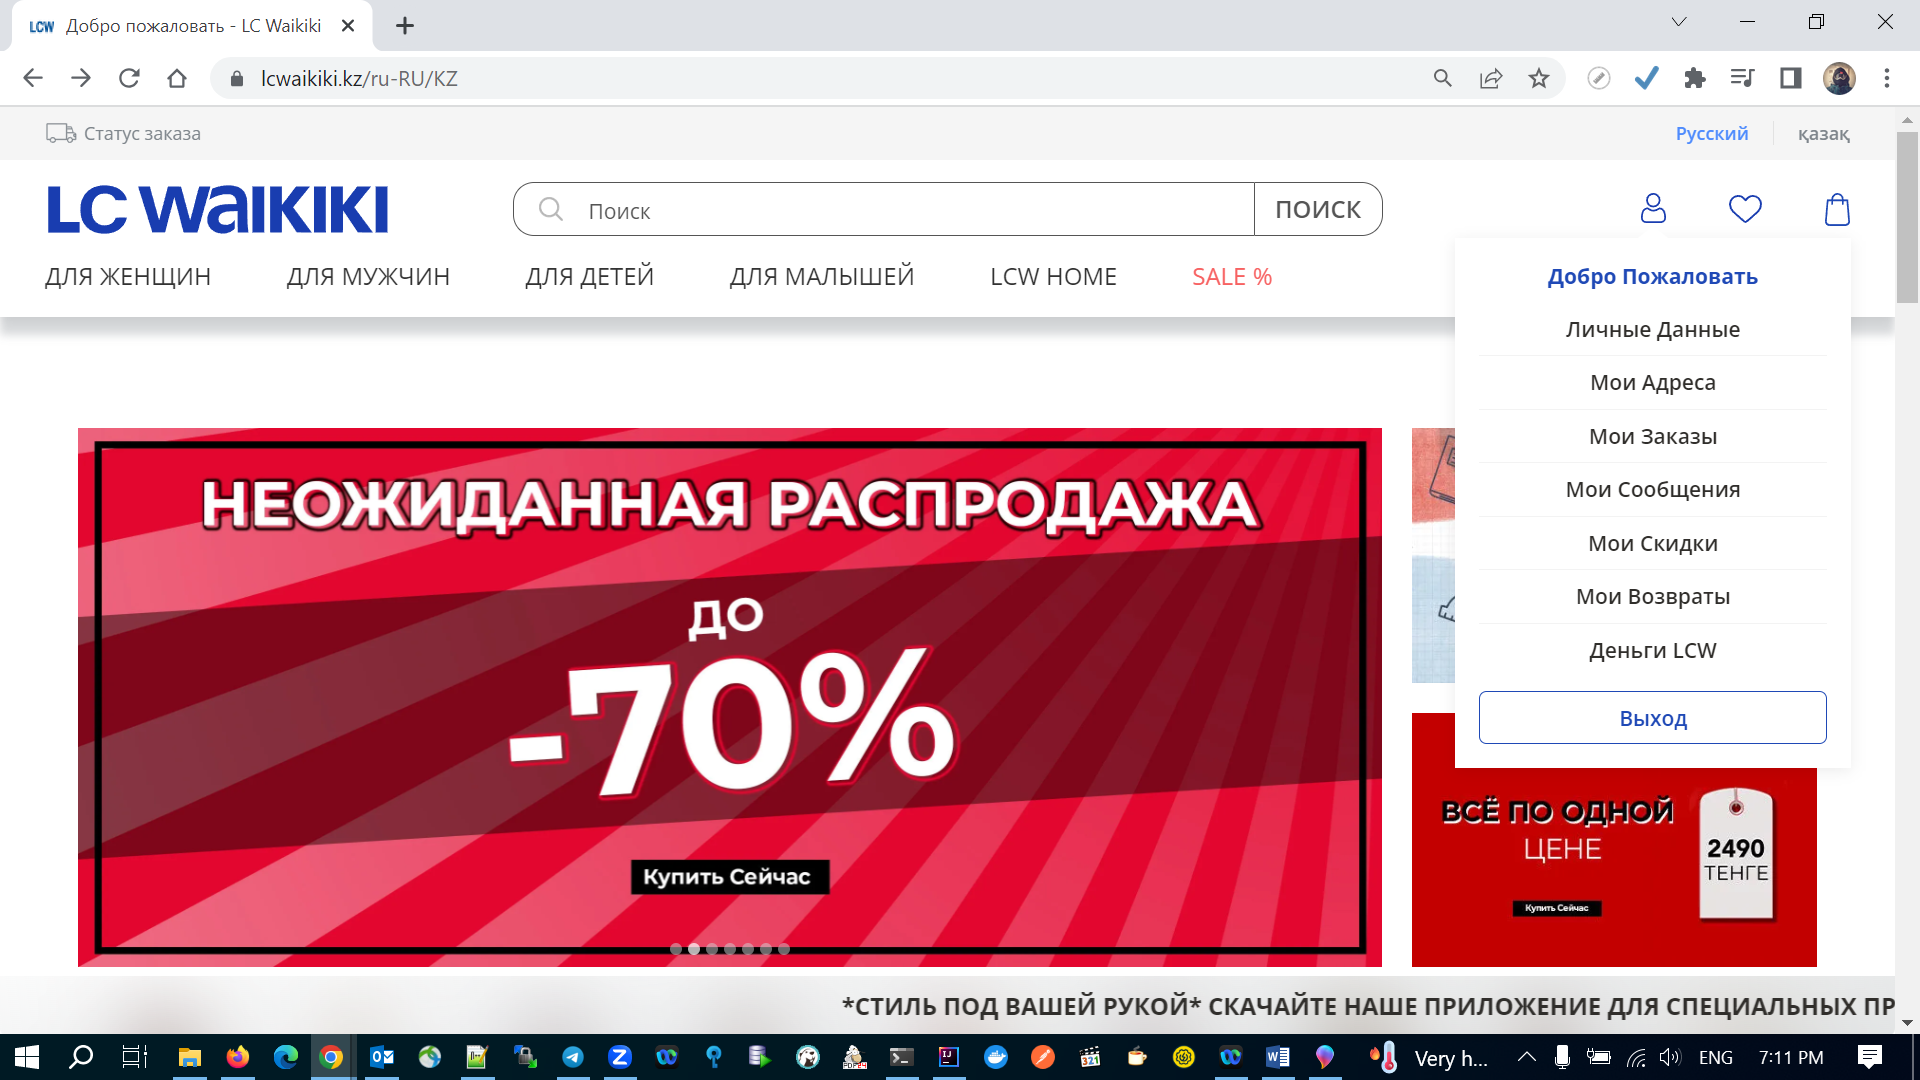 LCW Добро пожаловать - LC Waikiki
lcwaikiki.kz/ru-RU/KZ
Статус заказа
Русский
қазақ
LC WAIKIKI
Поиск
ПОИСК
ДЛЯ ЖЕНЩИН
ДЛЯ МУЖЧИН
ДЛЯ ДЕТЕЙ
ДЛЯ МАЛЫШЕЙ
LCW HOME
SALE %
Добро Пожаловать
Личные Данные
Мои Адреса
Мои Заказы
Мои Сообщения
Мои Скидки
Мои Возвраты
Деньги LCW
Выход
НЕОЖИДАННАЯ РАСПРОДАЖА
ДО
-70%
Купить Сейчас
ВСЁ ПО ОДНОЙ
ЦЕНЕ
2490
ТЕНГЕ
Купить Сейчас
*СТИЛЬ ПОД ВАШЕЙ РУКОЙ* СКАЧАЙТЕ НАШЕ ПРИЛОЖЕНИЕ ДЛЯ СПЕЦИАЛЬНЫХ ПР
Very h...
ENG
7:11 PM